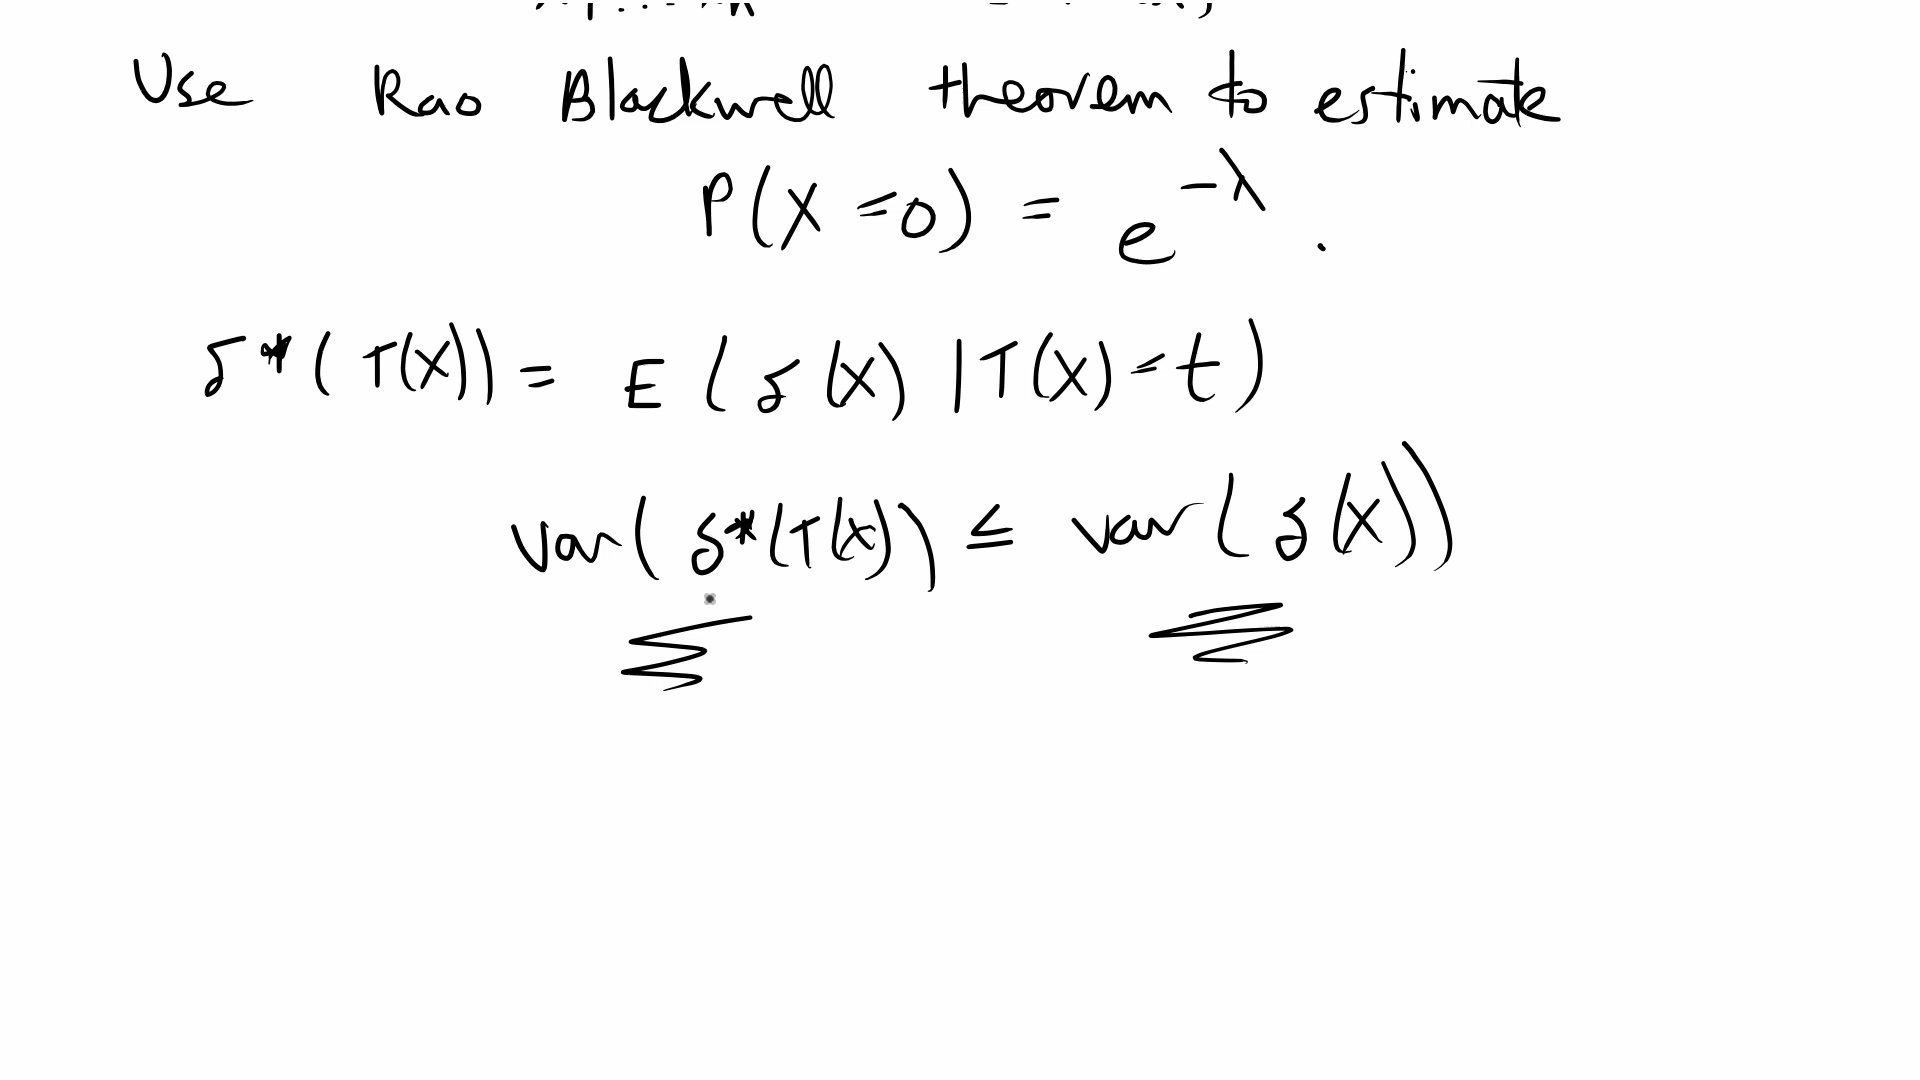 Use Rao Blackwell theorem to estimate
P(X = 0) = e^{-λ} .
δ*(T(X)) = E(δ(X) | T(X) = t)
var(δ*(T(X)) ≤ var(δ(X))